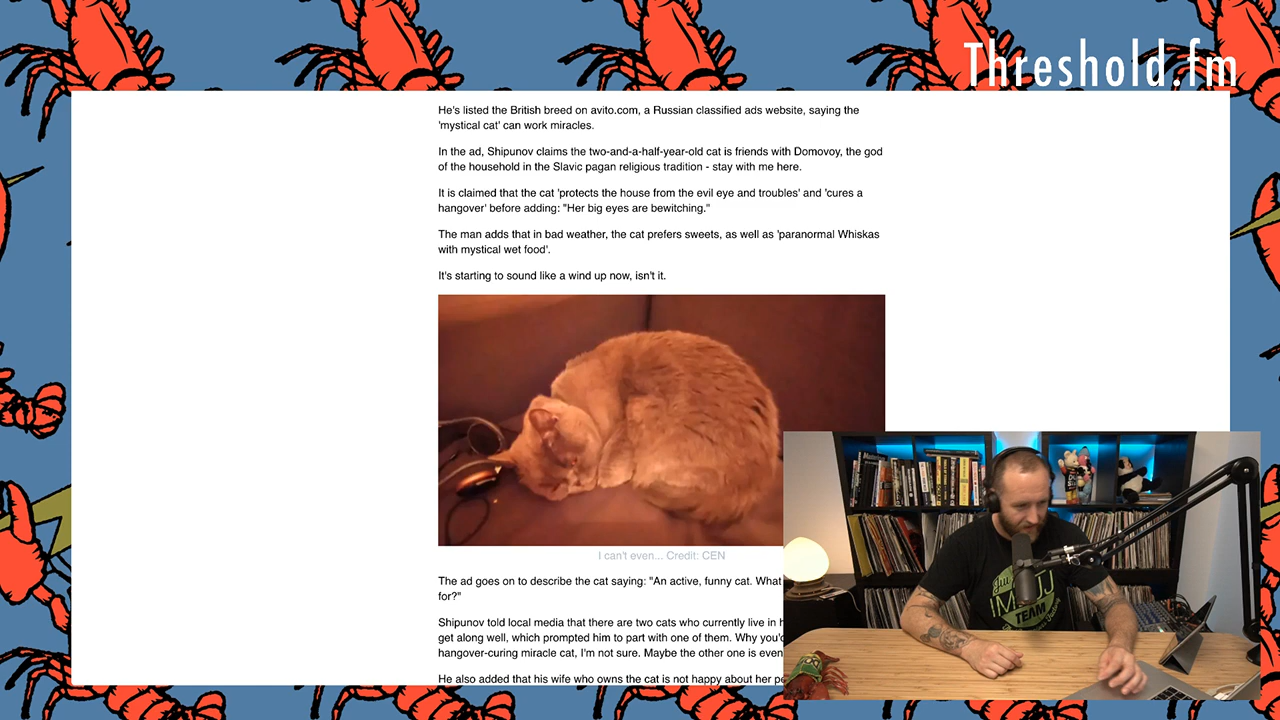 Threshold.fm
He's listed the British breed on avito.com, a Russian classified ads website, saying the
'mystical cat' can work miracles.
In the ad, Shipunov claims the two-and-a-half-year-old cat is friends with Domovoy, the god
of the household in the Slavic pagan religious tradition - stay with me here.
It is claimed that the cat 'protects the house from the evil eye and troubles' and 'cures a
hangover' before adding: "Her big eyes are bewitching."
The man adds that in bad weather, the cat prefers sweets, as well as 'paranormal Whiskas
with mystical wet food'.
It's starting to sound like a wind up now, isn't it.
I can't even... Credit: CEN
The ad goes on to describe the cat saying: "An active, funny cat. What
for?"
Shipunov told local media that there are two cats who currently live in
get along well, which prompted him to part with one of them. Why
hangover-curing miracle cat, I'm not sure. Maybe the other one is even
He also added that his wife who owns the cat is not happy about her
TEAM